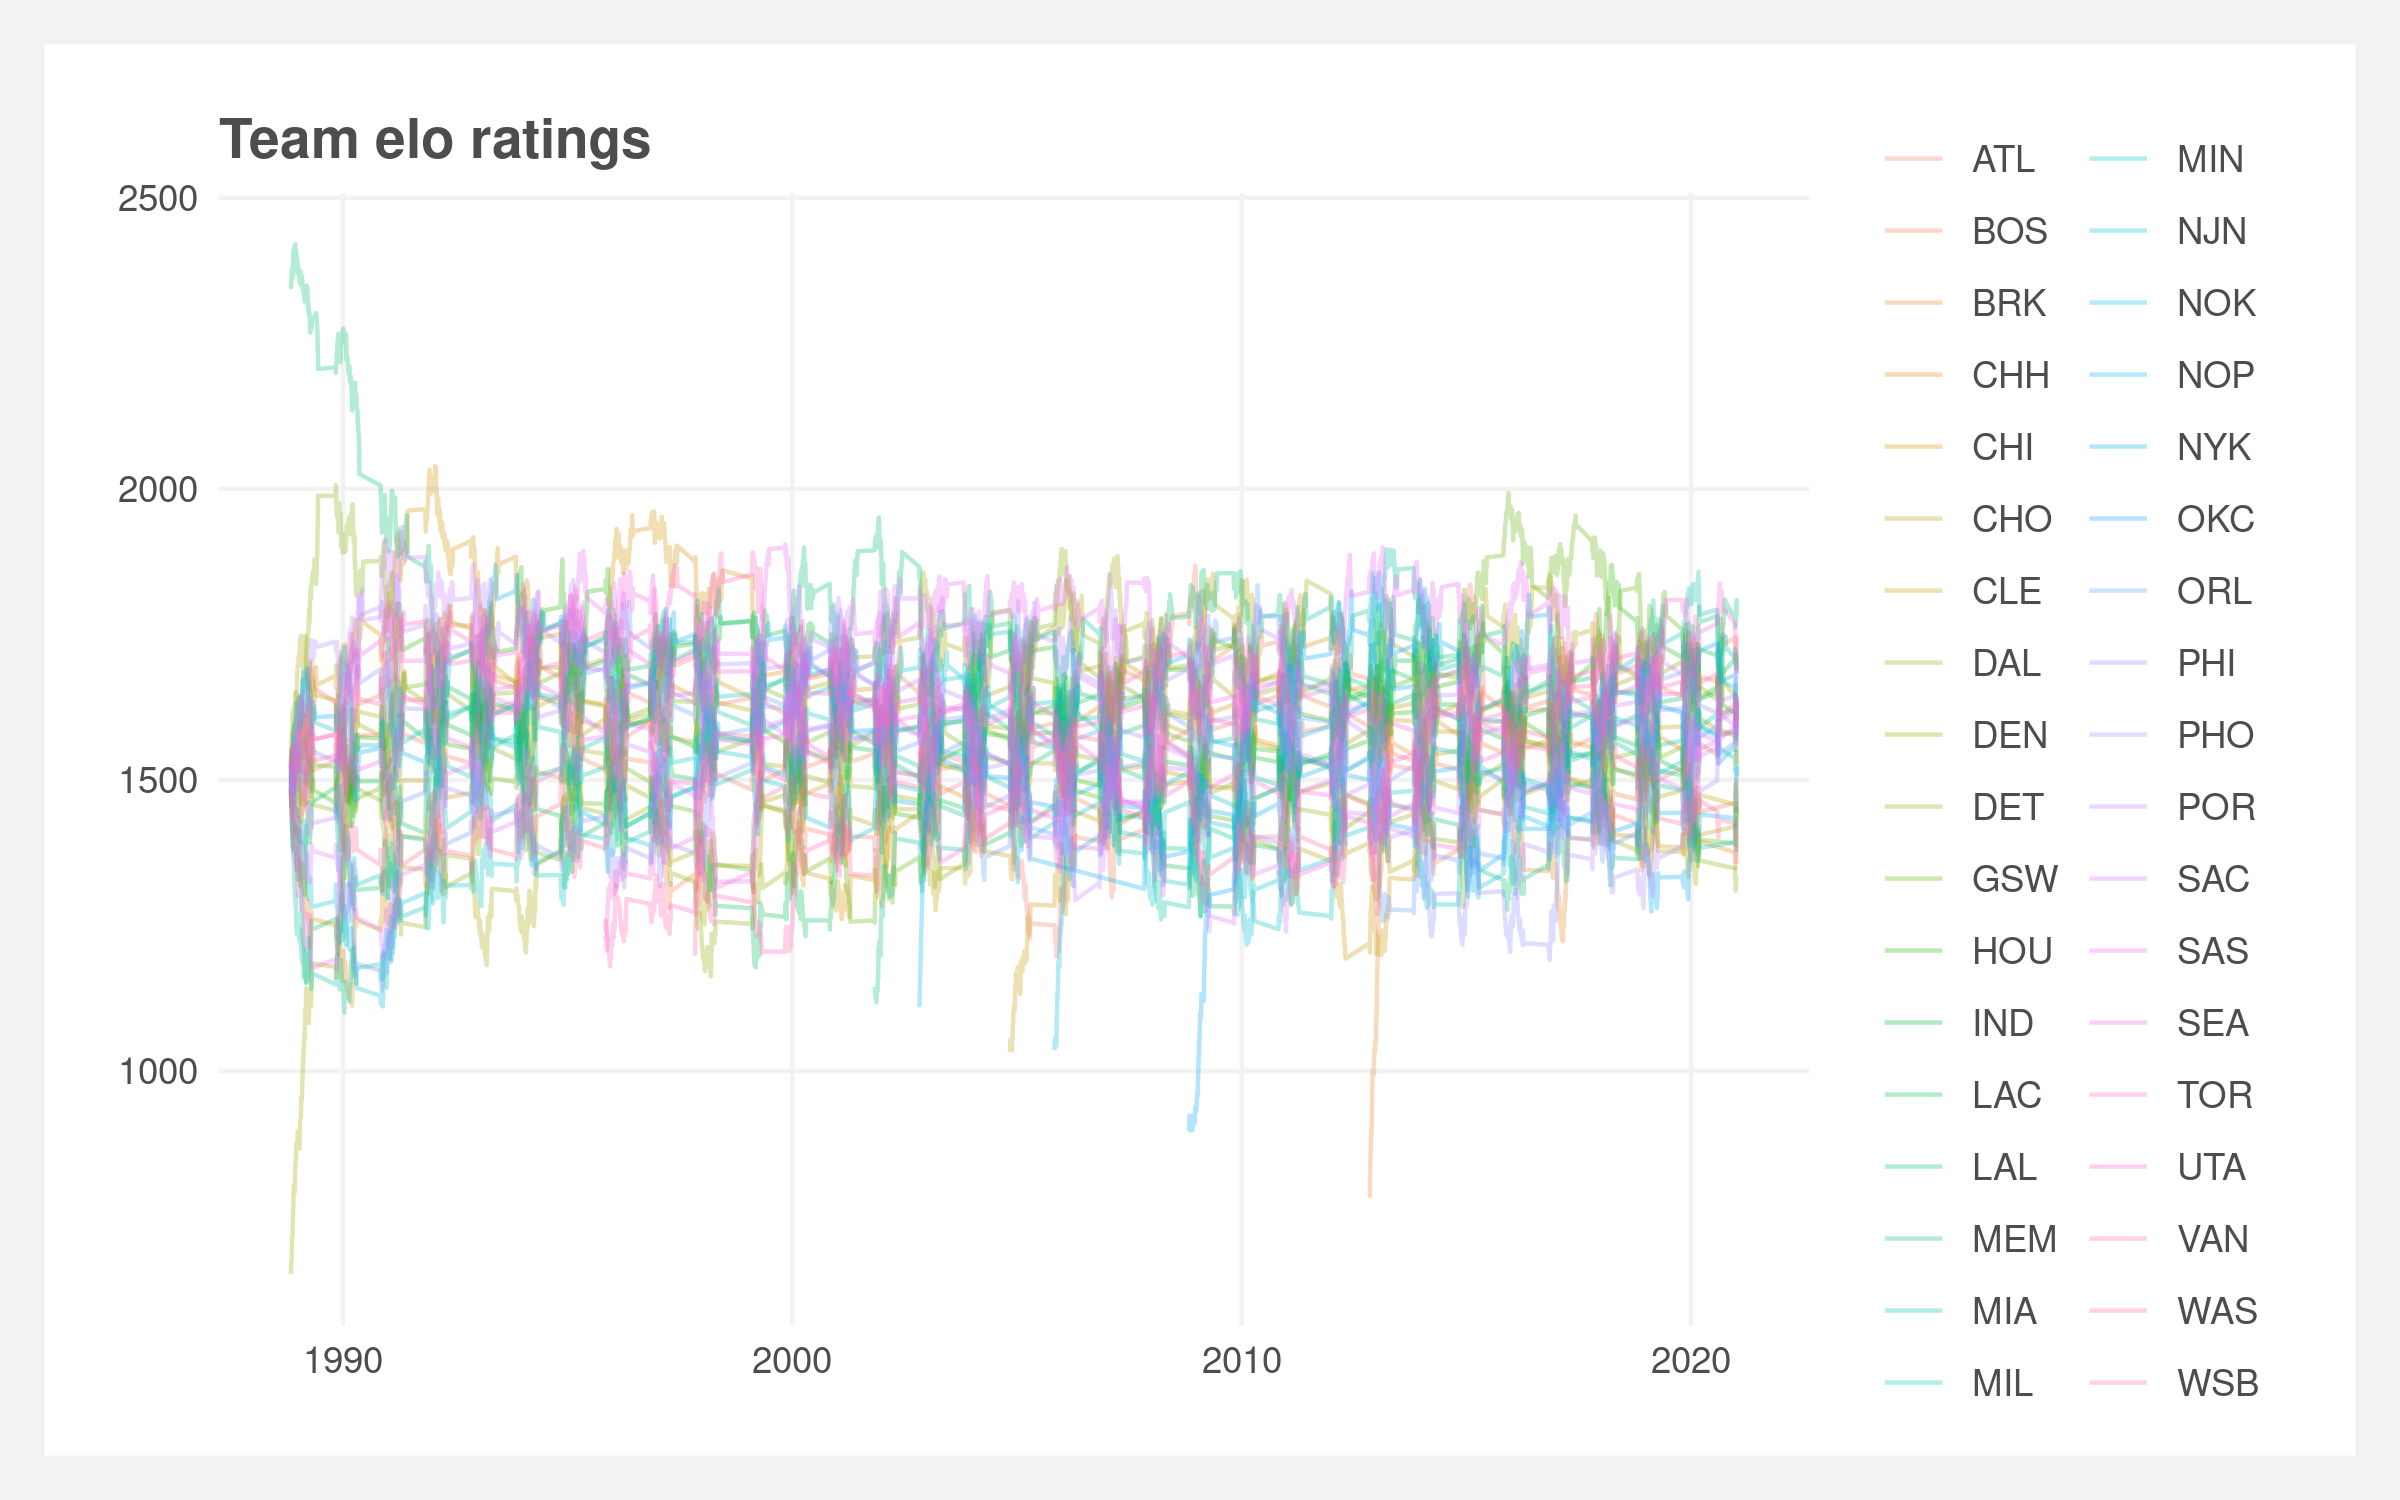 Team elo ratings
2500
2000
1500
1000
1990 2000 2010 2020
ATL MIN
BOS NJN
BRK NOK
CHH NOP
CHI NYK
CHO OKC
CLE ORL
DAL PHI
DEN PHO
DET POR
GSW SAC
HOU SAS
IND SEA
LAC TOR
LAL UTA
MEM VAN
MIA WAS
MIL WSB